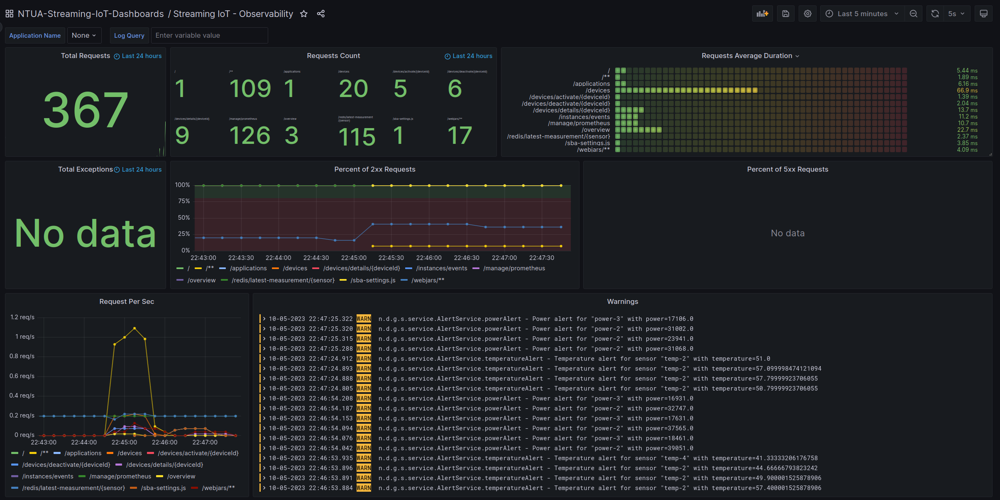 NTUA-Streaming-IoT-Dashboards / Streaming IoT - Observability
Last 5 minutes
5s
Application Name
None
Log Query
Enter variable value
Total Requests
Last 24 hours
367
Requests Count
Last 24 hours
/
/**
/applications
/devices
/devices/activate/{deviceId}
/devices/deactivate/{deviceId}
1
109
1
20
5
6
/devices/details/{deviceId}
/manage/prometheus
/overview
/redis/latest-measurement
/{sensor}
/sba-settings.js
/webjars/**
9
126
3
115
1
17
Requests Average Duration
/ 5.44 ms
/** 1.89 ms
/applications 6.16 ms
/devices 66.9 ms
/devices/activate/{deviceId} 1.39 ms
/devices/deactivate/{deviceId} 2.04 ms
/devices/details/{deviceId} 13.7 ms
/instances/events 11.2 ms
/manage/prometheus 10.7 ms
/overview 22.7 ms
/redis/latest-measurement/{sensor} 2.37 ms
/sba-settings.js 3.85 ms
/webjars/** 4.09 ms
Total Exceptions
Last 24 hours
No data
Percent of 2xx Requests
100%
75%
50%
25%
0%
22:43:00 22:43:30 22:44:00 22:44:30 22:45:00 22:45:30 22:46:00 22:46:30 22:47:00 22:47:30
/ /** /applications /devices /devices/details/{deviceId} /instances/events /manage/prometheus
/overview /redis/latest-measurement/{sensor} /sba-settings.js /webjars/**
Percent of 5xx Requests
No data
Request Per Sec
1.2 req/s
1 req/s
0.8 req/s
0.6 req/s
0.4 req/s
0.2 req/s
0 req/s
22:43:00 22:44:00 22:45:00 22:46:00 22:47:00
/ /** /applications /devices /devices/activate/{deviceId}
/devices/deactivate/{deviceId} /devices/details/{deviceId}
/instances/events /manage/prometheus /overview
/redis/latest-measurement/{sensor} /sba-settings.js /webjars/**
Warnings
10-05-2023 22:47:25.322 WARN n.d.g.s.service.AlertService.powerAlert - Power alert for "power-3" with power=17106.0
10-05-2023 22:47:25.320 WARN n.d.g.s.service.AlertService.powerAlert - Power alert for "power-2" with power=31002.0
10-05-2023 22:47:25.315 WARN n.d.g.s.service.AlertService.powerAlert - Power alert for "power-2" with power=23941.0
10-05-2023 22:47:25.288 WARN n.d.g.s.service.AlertService.powerAlert - Power alert for "power-2" with power=31068.0
10-05-2023 22:47:24.912 WARN n.d.g.s.service.AlertService.temperatureAlert - Temperature alert for sensor "temp-2" with temperature=51.0
10-05-2023 22:47:24.893 WARN n.d.g.s.service.AlertService.temperatureAlert - Temperature alert for sensor "temp-2" with temperature=57.099998474121094
10-05-2023 22:47:24.888 WARN n.d.g.s.service.AlertService.temperatureAlert - Temperature alert for sensor "temp-2" with temperature=57.79999923706055
10-05-2023 22:47:24.805 WARN n.d.g.s.service.AlertService.temperatureAlert - Temperature alert for sensor "temp-2" with temperature=50.79999923706055
10-05-2023 22:46:54.208 WARN n.d.g.s.service.AlertService.powerAlert - Power alert for "power-3" with power=16931.0
10-05-2023 22:46:54.187 WARN n.d.g.s.service.AlertService.powerAlert - Power alert for "power-2" with power=32747.0
10-05-2023 22:46:54.153 WARN n.d.g.s.service.AlertService.powerAlert - Power alert for "power-3" with power=17631.0
10-05-2023 22:46:54.094 WARN n.d.g.s.service.AlertService.powerAlert - Power alert for "power-2" with power=37565.0
10-05-2023 22:46:54.076 WARN n.d.g.s.service.AlertService.powerAlert - Power alert for "power-3" with power=18461.0
10-05-2023 22:46:54.042 WARN n.d.g.s.service.AlertService.powerAlert - Power alert for "power-2" with power=39051.0
10-05-2023 22:46:53.935 WARN n.d.g.s.service.AlertService.temperatureAlert - Temperature alert for sensor "temp-4" with temperature=41.33333206176758
10-05-2023 22:46:53.896 WARN n.d.g.s.service.AlertService.temperatureAlert - Temperature alert for sensor "temp-2" with temperature=44.66666793823242
10-05-2023 22:46:53.891 WARN n.d.g.s.service.AlertService.temperatureAlert - Temperature alert for sensor "temp-2" with temperature=49.900001525878906
10-05-2023 22:46:53.884 WARN n.d.g.s.service.AlertService.temperatureAlert - Temperature alert for sensor "temp-2" with temperature=57.400001525878906